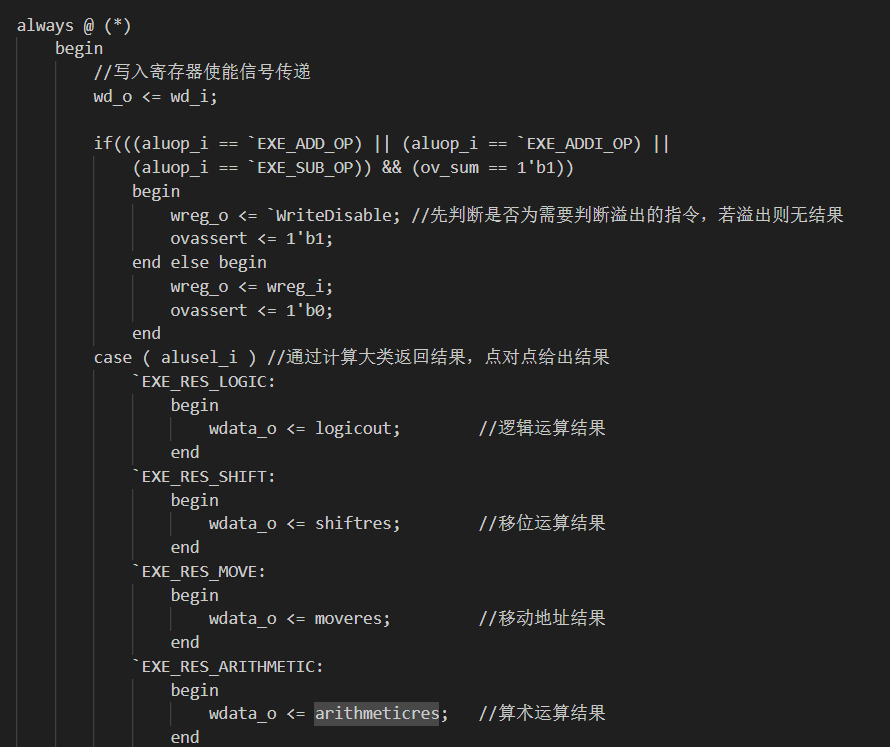 always @ (*)
begin
//写入寄存器使能信号传递
wd_o <= wd_i;
if(((aluop_i == `EXE_ADD_OP) || (aluop_i == `EXE_ADDI_OP) ||
(aluop_i == `EXE_SUB_OP)) && (ov_sum == 1'b1))
begin
wreg_o <= `WriteDisable; //先判断是否为需要判断溢出的指令，若溢出则无结果
ovassert <= 1'b1;
end else begin
wreg_o <= wreg_i;
ovassert <= 1'b0;
end
case ( alusel_i ) //通过计算大类返回结果，点对点给出结果
`EXE_RES_LOGIC:
begin
wdata_o <= logicout; //逻辑运算结果
end
`EXE_RES_SHIFT:
begin
wdata_o <= shiftres; //移位运算结果
end
`EXE_RES_MOVE:
begin
wdata_o <= moveres; //移动地址结果
end
`EXE_RES_ARITHMETIC:
begin
wdata_o <= arithmeticres; //算术运算结果
end